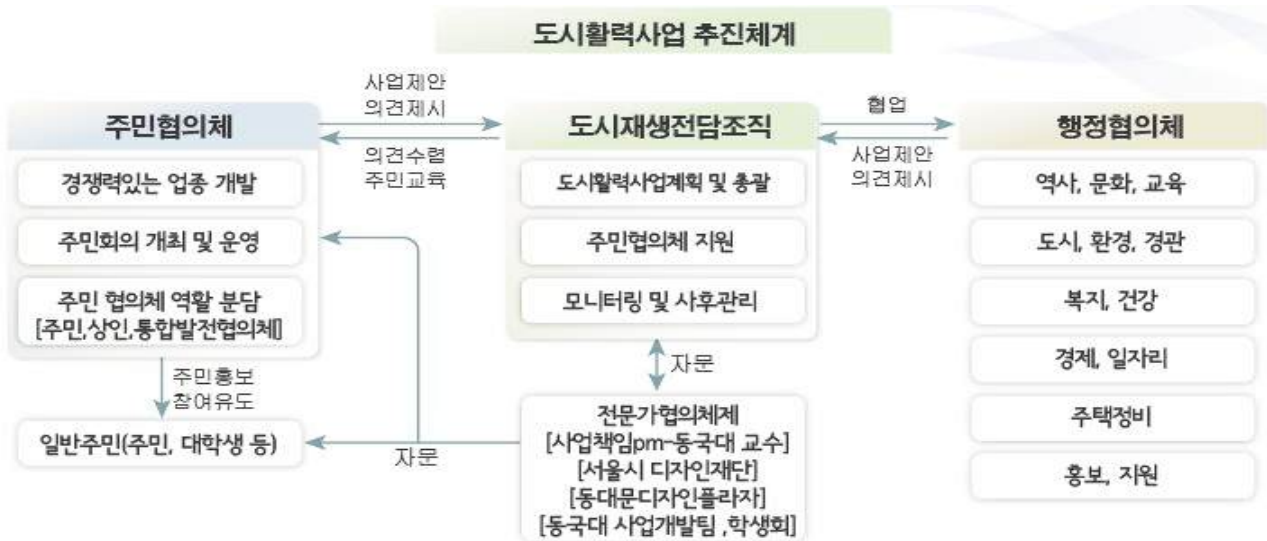 도시활력사업 추진체계
사업제안
의견제시
의견수렴
주민교육
협업
사업제안
의견제시
주민협의체
경쟁력있는 업종 개발
주민회의 개최 및 운영
주민 협의체 역활 분담
[주민,상인,통합발전협의체]
주민홍보
참여유도
일반주민(주민, 대학생 등)
도시재생전담조직
도시활력사업계획 및 총괄
주민협의체 지원
모니터링 및 사후관리
자문
자문
전문가협의체제
[사업책임pm-동국대 교수]
[서울시 디자인재단]
[동대문디자인플라자]
[동국대 사업개발팀 ,학생회]
행정협의체
역사, 문화, 교육
도시, 환경, 경관
복지, 건강
경제, 일자리
주택정비
홍보, 지원